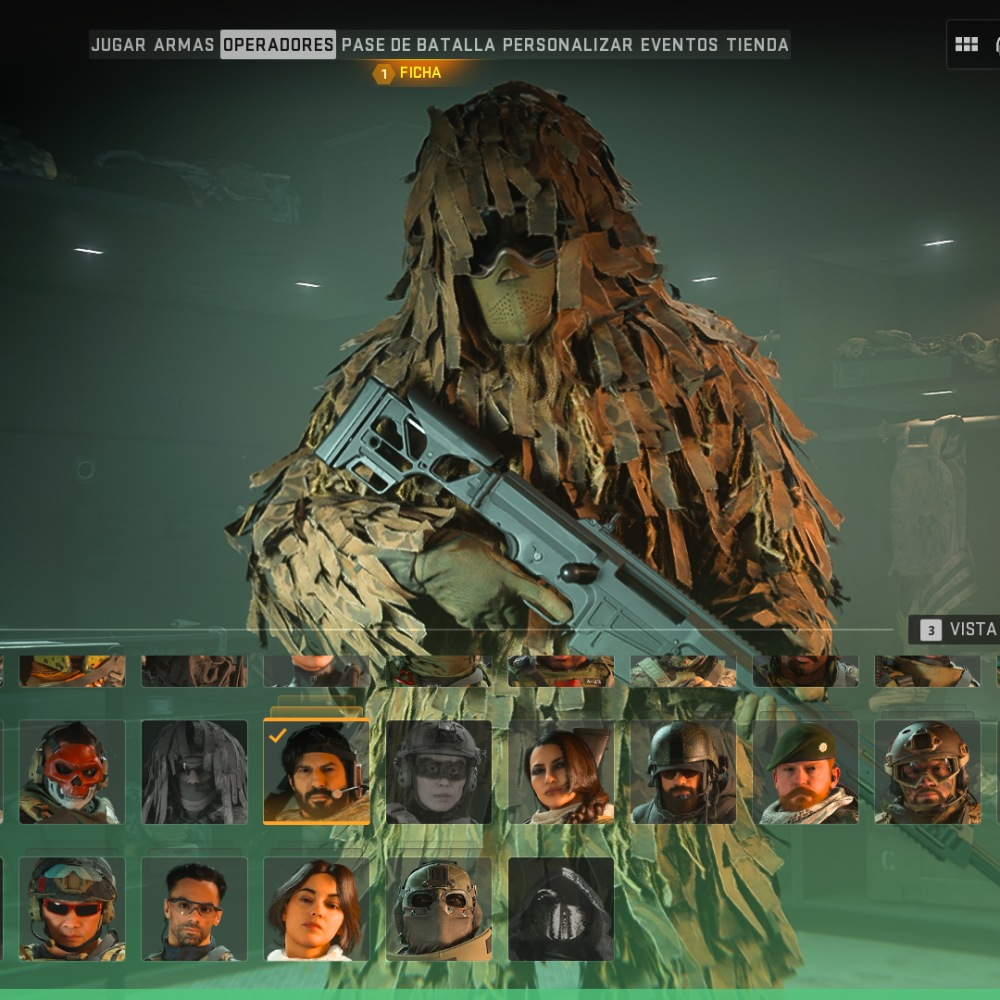 JUGAR ARMAS OPERADORES PASE DE BATALLA PERSONALIZAR EVENTOS TIENDA
1 FICHA
3 VISTA